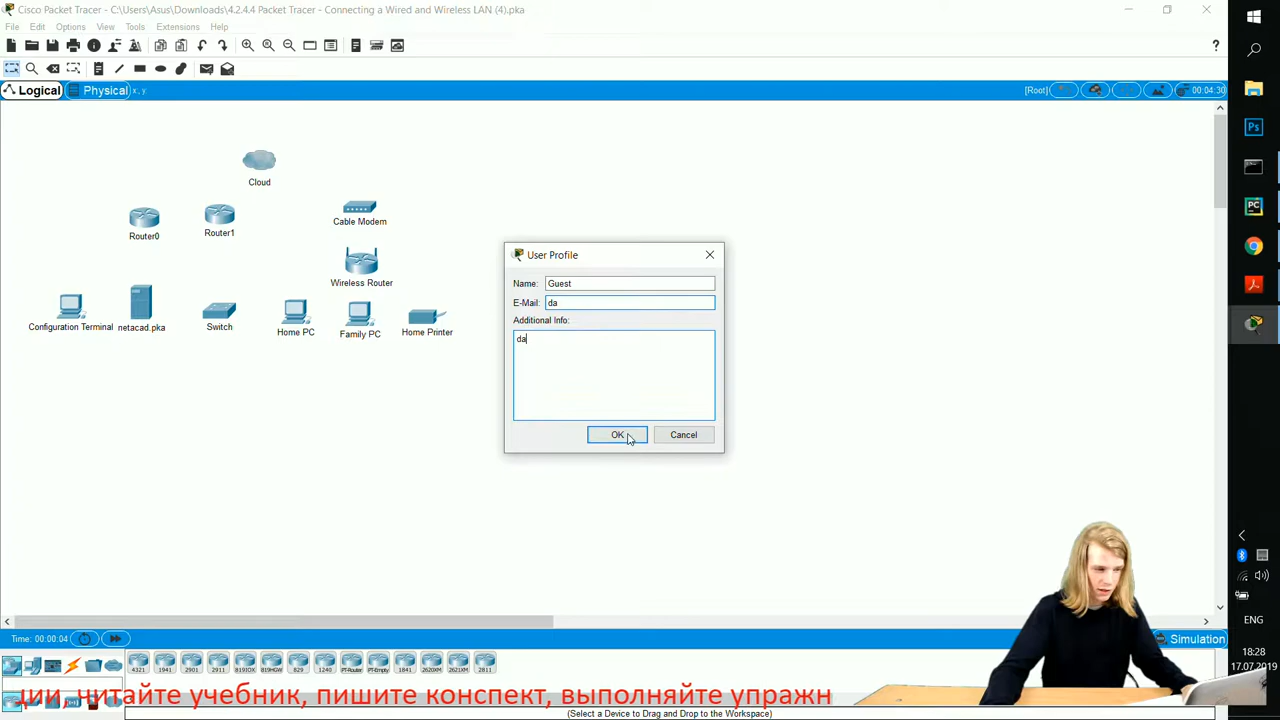 Cisco Packet Tracer - C:\Users\Asus\Downloads\4.2.4.4 Packet Tracer - Connecting a Wired and Wireless LAN (4).pka
File Edit Options View Tools Extensions Help
?
Logical Physical x, y: [Root] 00:04:30
Cloud
Router0
Router1
Cable Modem
Wireless Router
Configuration Terminal
netacad.pka
Switch
Home PC
Family PC
Home Printer
User Profile
Name: Guest
E-Mail: da
Additional Info:
da
OK Cancel
Ps
PC
ENG
18:28
17.07.2019
Time: 00:00:04 Simulation
4321 1941 2901 2911 819IOX 819HGW 829 1240 PT-Router PT-Empty 1841 2620XM 2621XM 2811
ции, читайте учебник, пишите конспект, выполняйте упражн
(Select a Device to Drag and Drop to the Workspace)